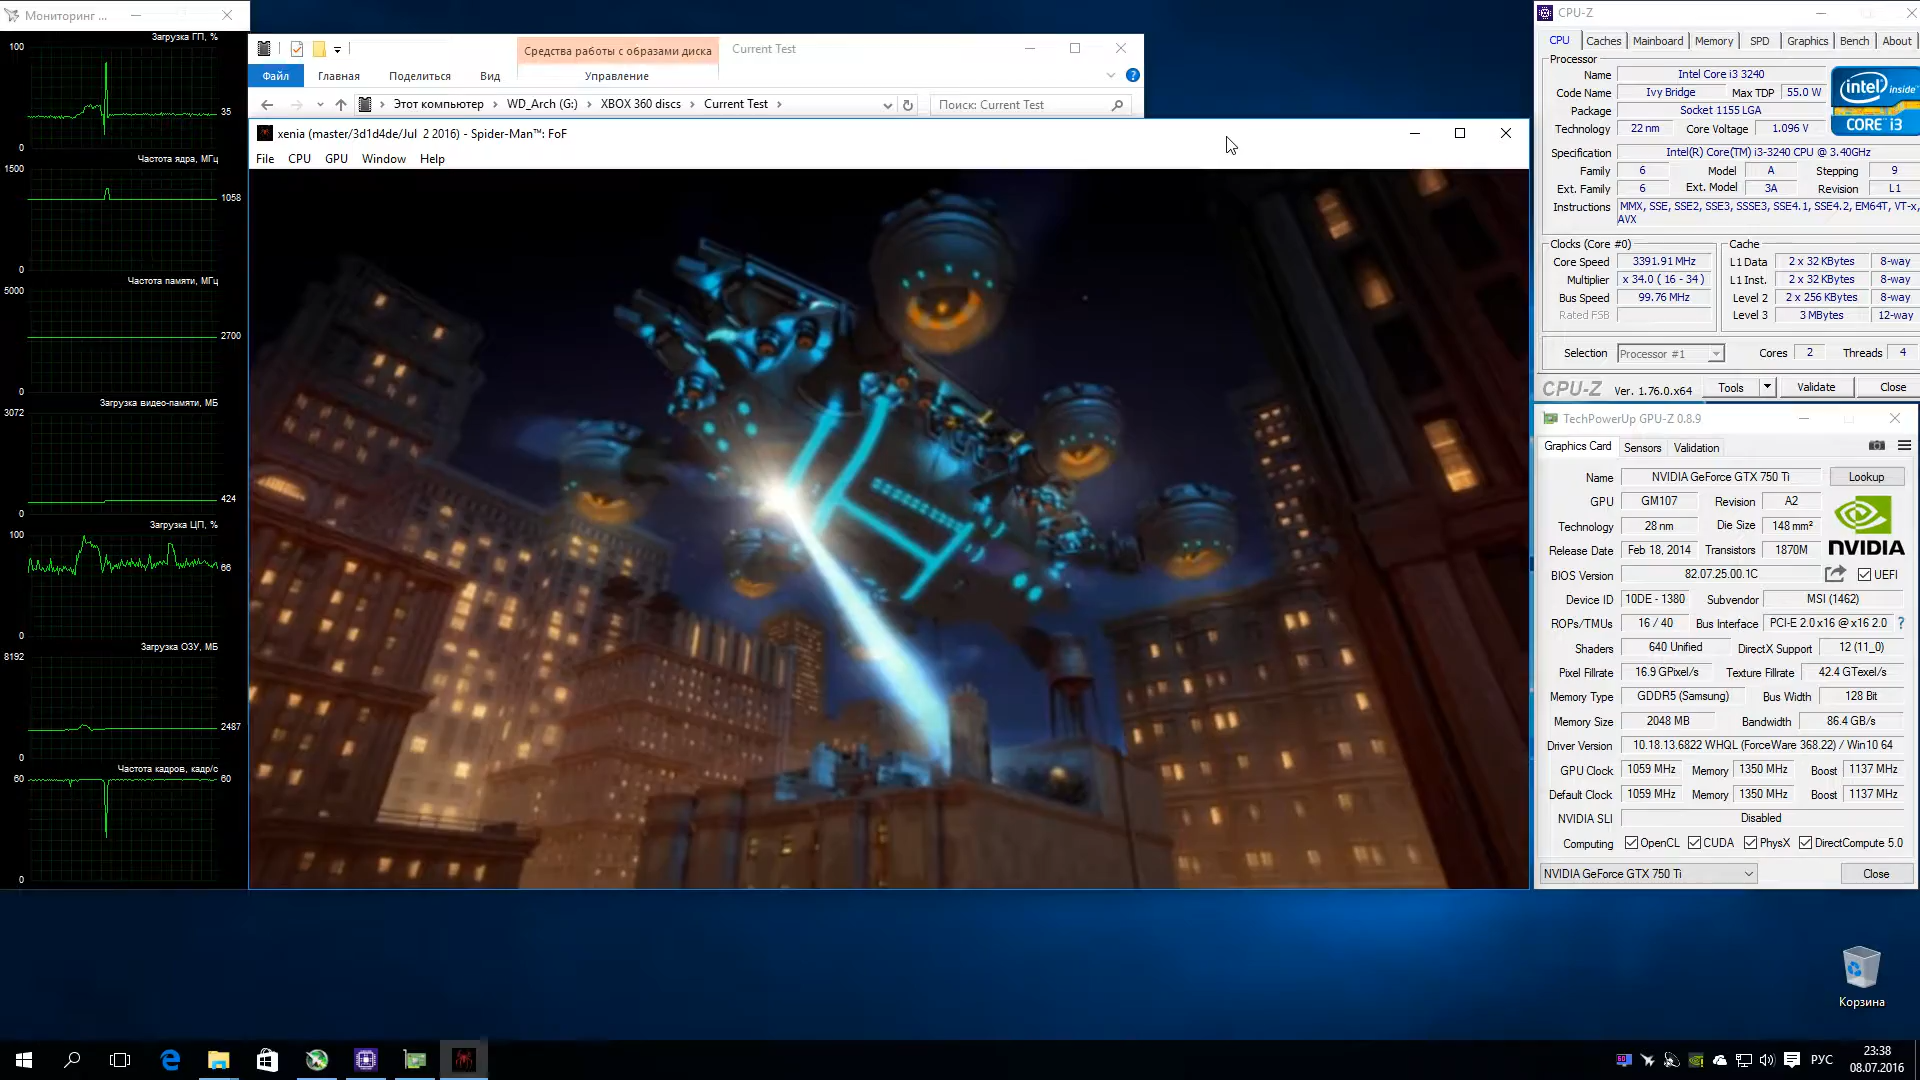 Мониторинг ...
Загрузка ГП, %
100
35
0
Частота ядра, МГц
1500
1058
0
Частота памяти, МГц
5000
2700
0
Загрузка видео-памяти, МБ
3072
424
0
Загрузка ЦП, %
100
66
0
Загрузка ОЗУ, МБ
8192
2487
0
Частота кадров, кадр/с
60
60
0
Средства работы с образами диска
Current Test
Файл
Главная
Поделиться
Вид
Управление
Этот компьютер
WD_Arch (G:)
XBOX 360 discs
Current Test
Поиск: Current Test
xenia (master/3d1d4de/Jul 2 2016) - Spider-Man™: FoF
File CPU GPU Window Help
CPU-Z
CPU Caches Mainboard Memory SPD Graphics Bench About
Processor
Name Intel Core i3 3240
Code Name Ivy Bridge Max TDP 55.0 W
Package Socket 1155 LGA
Technology 22 nm Core Voltage 1.096 V
intel inside
CORE i3
Specification Intel(R) Core(TM) i3-3240 CPU @ 3.40GHz
Family 6 Model A Stepping 9
Ext. Family 6 Ext. Model 3A Revision L1
Instructions MMX, SSE, SSE2, SSE3, SSSE3, SSE4.1, SSE4.2, EM64T, VT-x,
AVX
Clocks (Core #0) Cache
Core Speed 3391.91 MHz L1 Data 2 x 32 KBytes 8-way
Multiplier x 34.0 ( 16 - 34 ) L1 Inst. 2 x 32 KBytes 8-way
Bus Speed 99.76 MHz Level 2 2 x 256 KBytes 8-way
Rated FSB Level 3 3 MBytes 12-way
Selection Processor #1 Cores 2 Threads 4
CPU-Z Ver. 1.76.0.x64 Tools Validate Close
TechPowerUp GPU-Z 0.8.9
Graphics Card Sensors Validation
Name NVIDIA GeForce GTX 750 Ti Lookup
GPU GM107 Revision A2
Technology 28 nm Die Size 148 mm²
Release Date Feb 18, 2014 Transistors 1870M
NVIDIA
BIOS Version 82.07.25.00.1C UEFI
Device ID 10DE - 1380 Subvendor MSI (1462)
ROPs/TMUs 16 / 40 Bus Interface PCI-E 2.0 x16 @ x16 2.0 ?
Shaders 640 Unified DirectX Support 12 (11_0)
Pixel Fillrate 16.9 GPixel/s Texture Fillrate 42.4 GTexel/s
Memory Type GDDR5 (Samsung) Bus Width 128 Bit
Memory Size 2048 MB Bandwidth 86.4 GB/s
Driver Version 10.18.13.6822 WHQL (ForceWare 368.22) / Win10 64
GPU Clock 1059 MHz Memory 1350 MHz Boost 1137 MHz
Default Clock 1059 MHz Memory 1350 MHz Boost 1137 MHz
NVIDIA SLI Disabled
Computing OpenCL CUDA PhysX DirectCompute 5.0
NVIDIA GeForce GTX 750 Ti Close
Корзина
60
РУС
23:38
08.07.2016